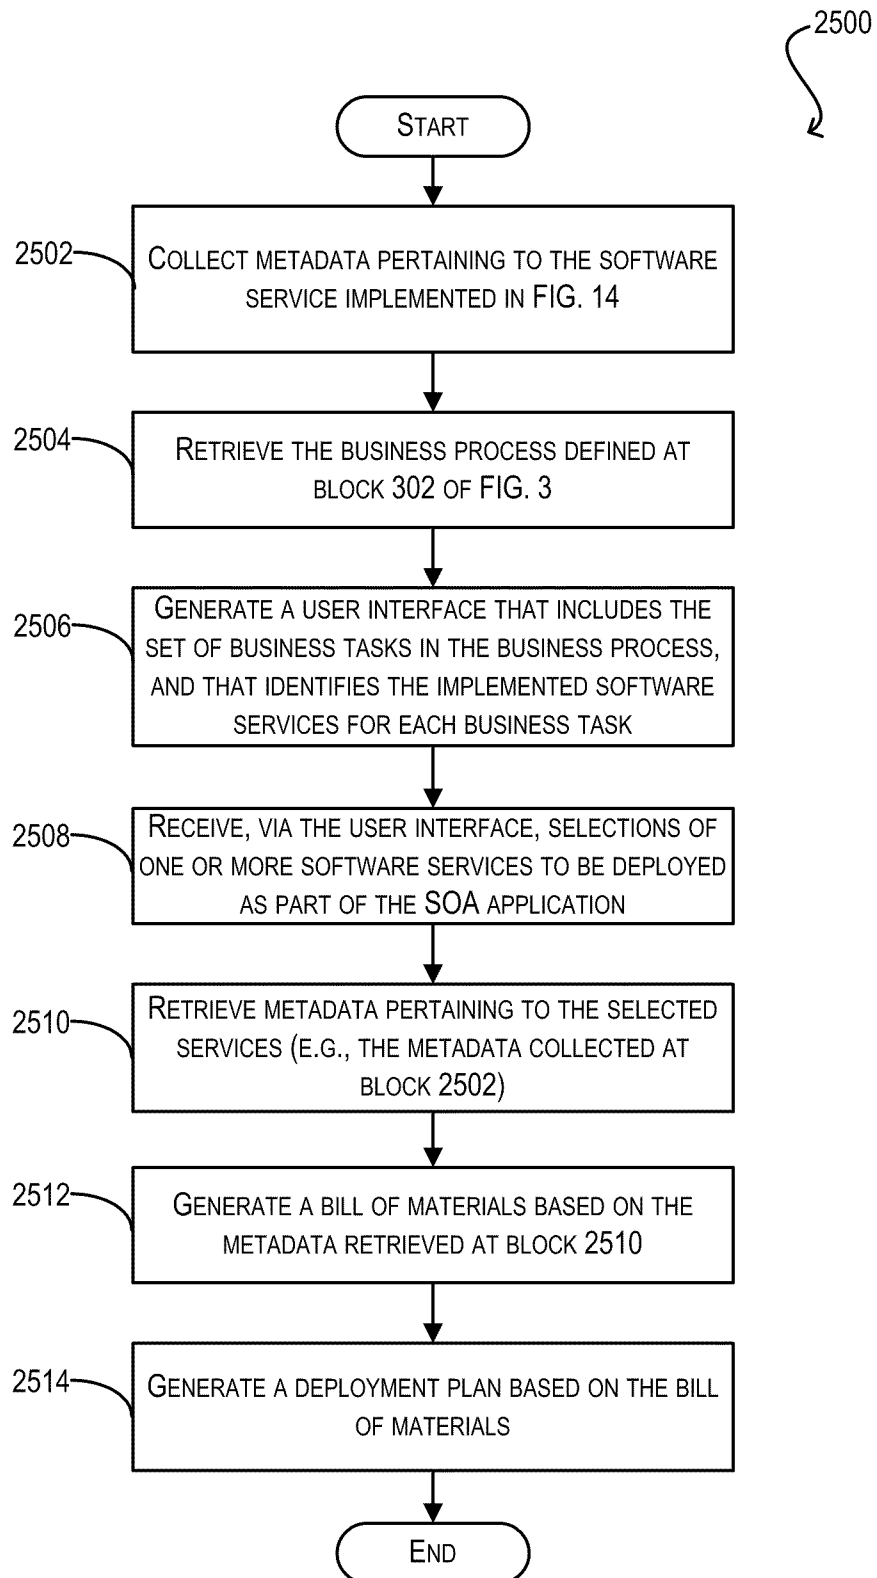 2500
START
2502
COLLECT METADATA PERTAINING TO THE SOFTWARE
SERVICE IMPLEMENTED IN FIG. 14
2504
RETRIEVE THE BUSINESS PROCESS DEFINED AT
BLOCK 302 OF FIG. 3
2506
GENERATE A USER INTERFACE THAT INCLUDES THE
SET OF BUSINESS TASKS IN THE BUSINESS PROCESS,
AND THAT IDENTIFIES THE IMPLEMENTED SOFTWARE
SERVICES FOR EACH BUSINESS TASK
2508
RECEIVE, VIA THE USER INTERFACE, SELECTIONS OF
ONE OR MORE SOFTWARE SERVICES TO BE DEPLOYED
AS PART OF THE SOA APPLICATION
2510
RETRIEVE METADATA PERTAINING TO THE SELECTED
SERVICES (E.G., THE METADATA COLLECTED AT
BLOCK 2502)
2512
GENERATE A BILL OF MATERIALS BASED ON THE
METADATA RETRIEVED AT BLOCK 2510
2514
GENERATE A DEPLOYMENT PLAN BASED ON THE BILL
OF MATERIALS
END